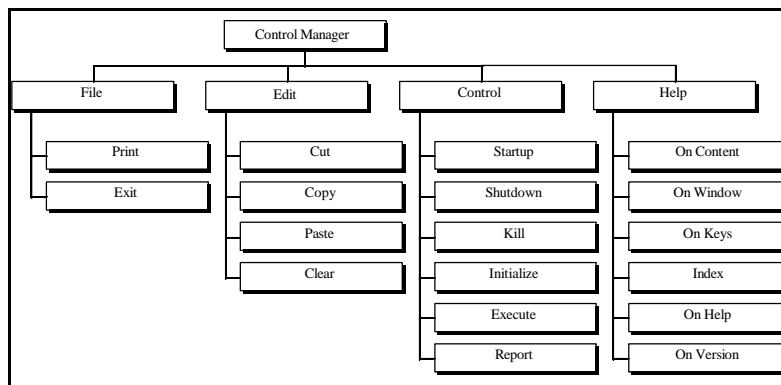 Control Manager
File
Edit
Control
Help
Print
Cut
Startup
On Content
Exit
Copy
Shutdown
On Window
Paste
Kill
On Keys
Clear
Initialize
Index
Execute
On Help
Report
On Version